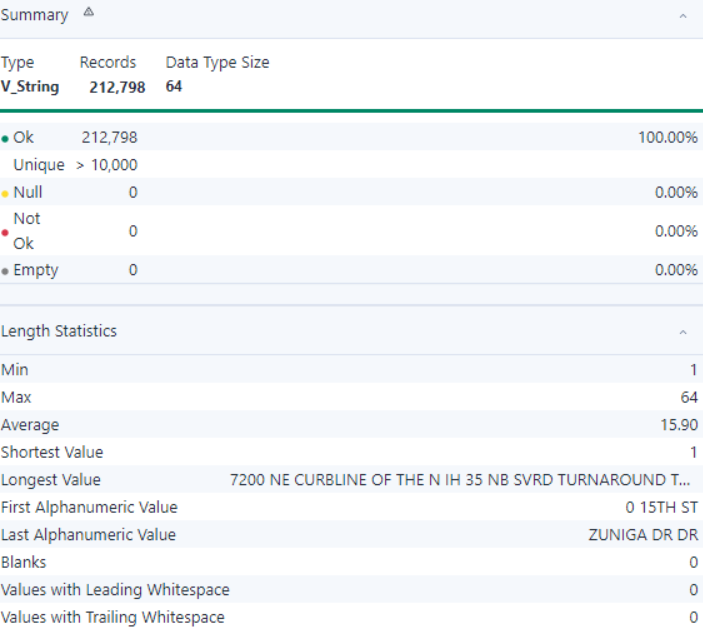 Summary
Type Records Data Type Size
V_String 212,798 64
Ok 212,798 100.00%
Unique > 10,000
Null 0 0.00%
Not
Ok 0 0.00%
Empty 0 0.00%
Length Statistics
Min 1
Max 64
Average 15.90
Shortest Value 1
Longest Value 7200 NE CURBLINE OF THE N IH 35 NB SVRD TURNAROUND T...
First Alphanumeric Value 0 15TH ST
Last Alphanumeric Value ZUNIGA DR DR
Blanks 0
Values with Leading Whitespace 0
Values with Trailing Whitespace 0